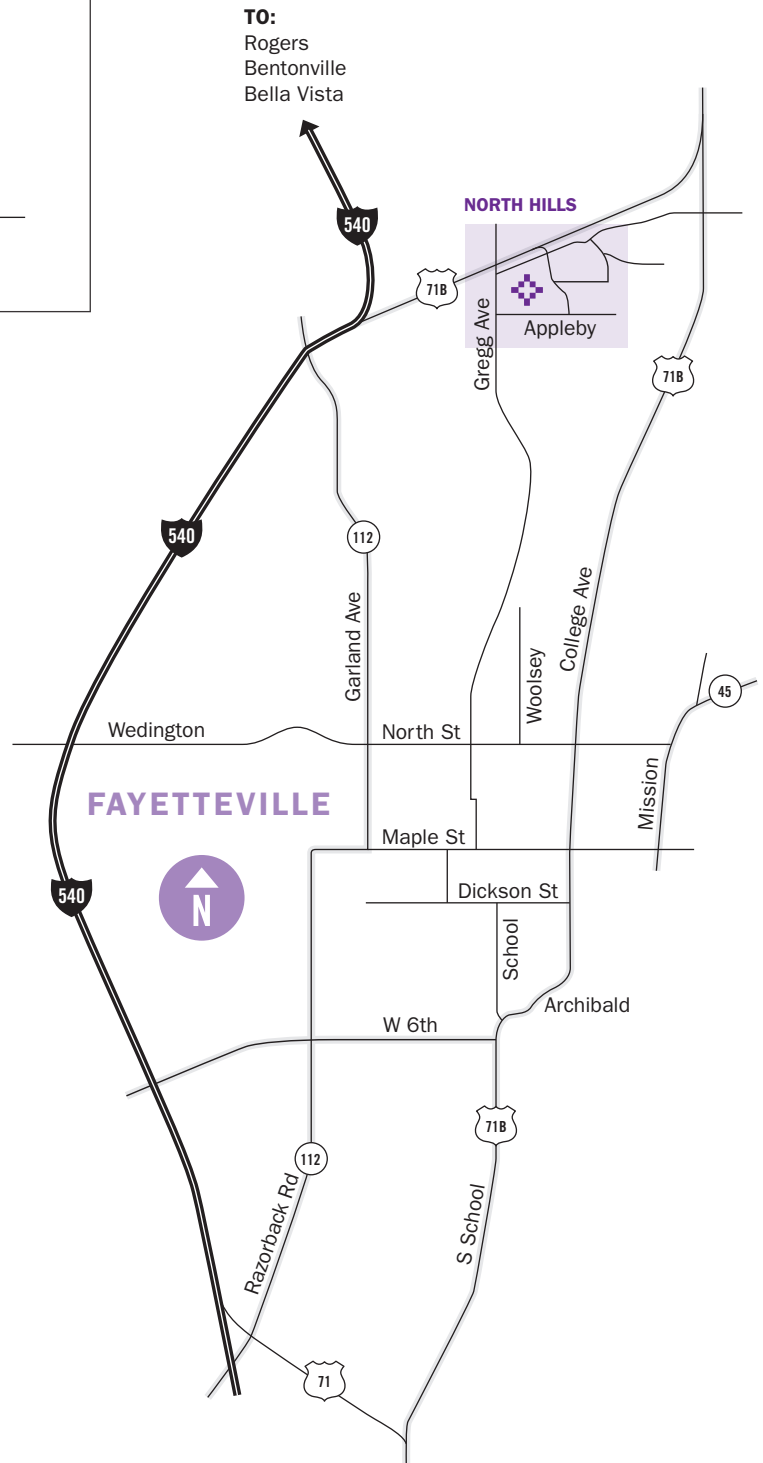 TO:
Rogers
Bentonville
Bella Vista
540
NORTH HILLS
71B
Gregg Ave
Appleby
71B
540
112
Garland Ave
College Ave
Woolsey
45
Wedington
North St
Mission
FAYETTEVILLE
Maple St
540
N
Dickson St
School
Archibald
W 6th
71B
112
Razorback Rd
S School
71